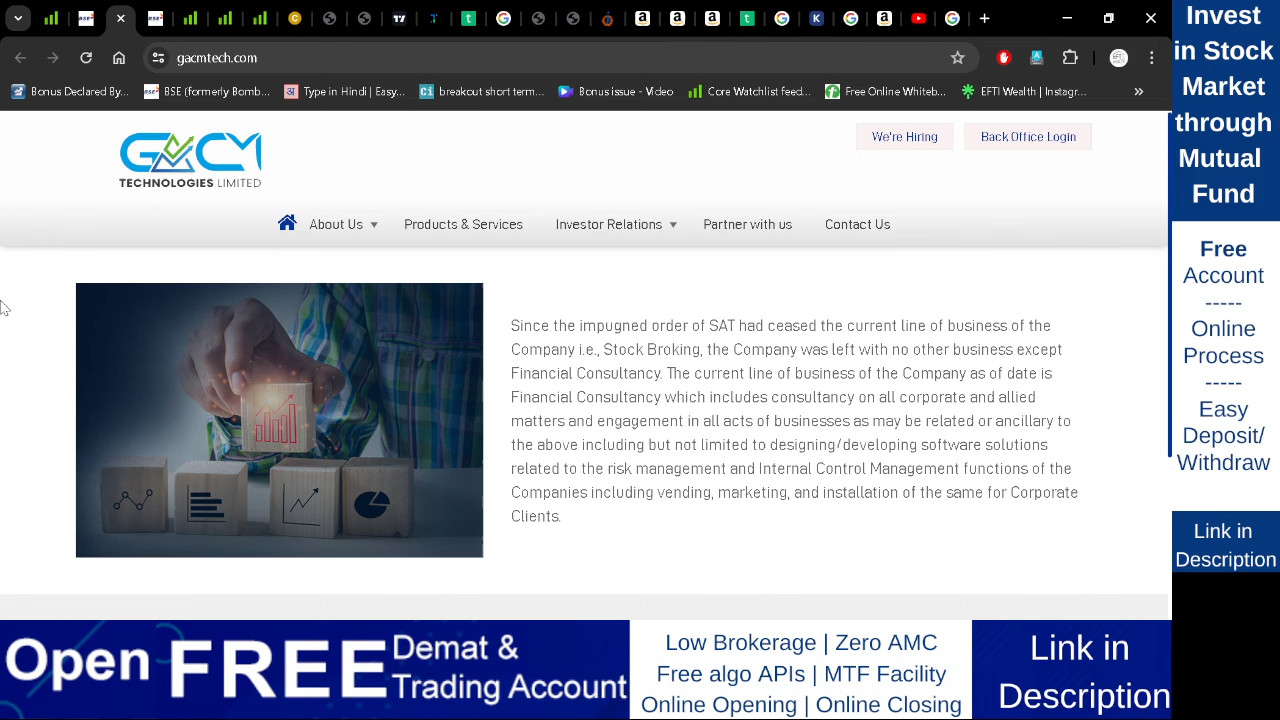 gacmtech.com
Bonus Declared By...
BSE (formerly Bomb...
Type in Hindi | Easy...
breakout short term...
Bonus issue - Video
Core Watchlist feed...
Free Online Whiteb...
EFTI Wealth | Instagr...
GACM
TECHNOLOGIES LIMITED
We're Hiring
Back Office Login
About Us
Products & Services
Investor Relations
Partner with us
Contact Us
Since the impugned order of SAT had ceased the current line of business of the
Company i.e., Stock Broking, the Company was left with no other business except
Financial Consultancy. The current line of business of the Company as of date is
Financial Consultancy which includes consultancy on all corporate and allied
matters and engagement in all acts of businesses as may be related or ancillary to
the above including but not limited to designing/developing software solutions
related to the risk management and Internal Control Management functions of the
Companies including vending, marketing, and installation of the same for Corporate
Clients.
Invest
in Stock
Market
through
Mutual
Fund
Free
Account
-----
Online
Process
-----
Easy
Deposit/
Withdraw
Link in
Description
Open FREE
Demat &
Trading Account
Low Brokerage | Zero AMC
Free algo APIs | MTF Facility
Online Opening | Online Closing
Link in
Description